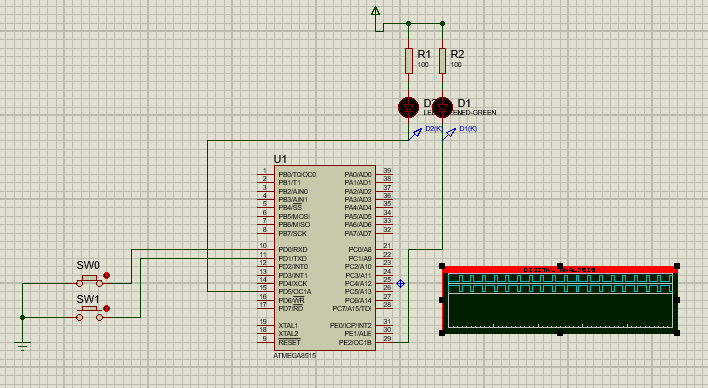 R1 R2
100 100
D1
LED- -GREEN
D2(K) D1(K)
U1
1 PB0/T0/OC0 PA0/AD0 39
2 PB1/T1 PA1/AD1 38
3 PB2/AIN0 PA2/AD2 37
4 PB3/AIN1 PA3/AD3 36
5 PB4/SS PA4/AD4 35
6 PB5/MOSI PA5/AD5 34
7 PB6/MISO PA6/AD6 33
8 PB7/SCK PA7/AD7 32
10 PD0/RXD PC0/A8 21
11 PD1/TXD PC1/A9 22
12 PD2/INT0 PC2/A10 23
13 PD3/INT1 PC3/A11 24
14 PD4/XCK PC4/A12 25
15 PD5/OC1A PC5/A13 26
16 PD6/WR PC6/A14 27
17 PD7/RD PC7/A15/TDI 28
19 XTAL1 PE0/ICP/INT2 31
18 XTAL2 PE1/ALE 30
9 RESET PE2/OC1B 29
ATMEGA8515
SW0
SW1
DIGITAL ANALYSIS